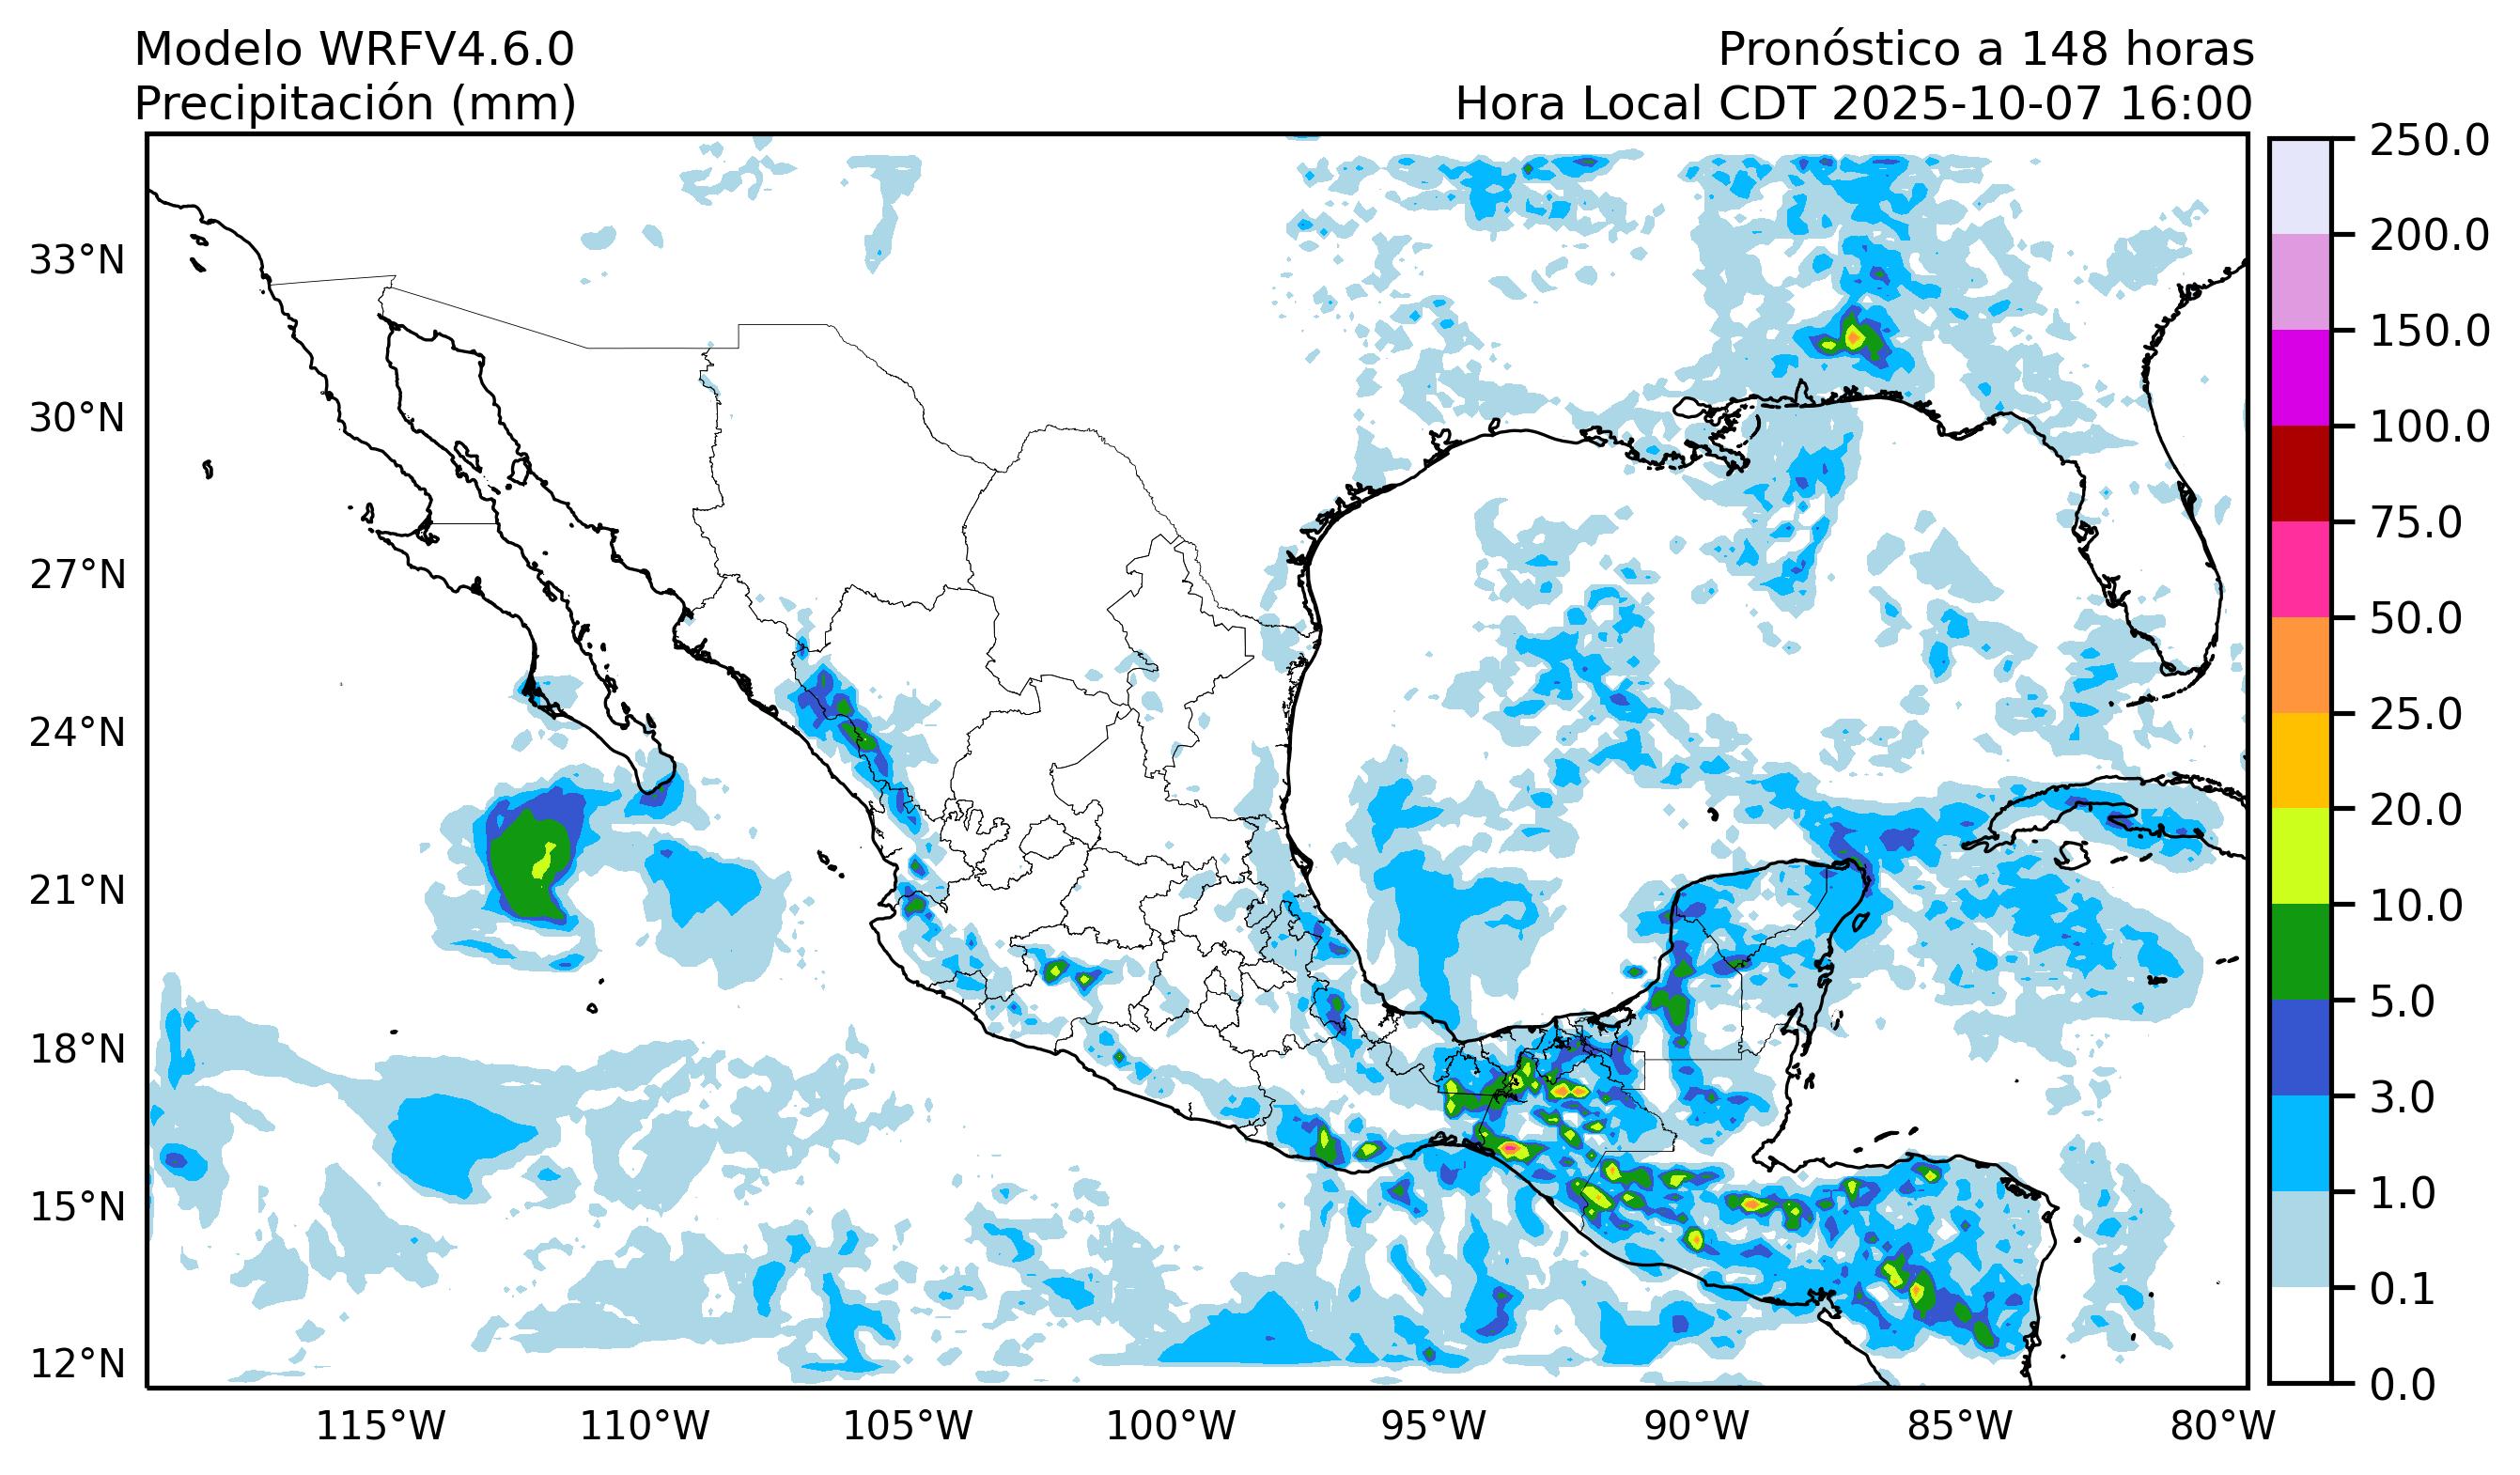 Modelo WRFV4.6.0
Precipitación (mm)
Pronóstico a 148 horas
Hora Local CDT 2025-10-07 16:00
33°N
30°N
27°N
24°N
21°N
18°N
15°N
12°N
115°W
110°W
105°W
100°W
95°W
90°W
85°W
80°W
250.0
200.0
150.0
100.0
75.0
50.0
25.0
20.0
10.0
5.0
3.0
1.0
0.1
0.0